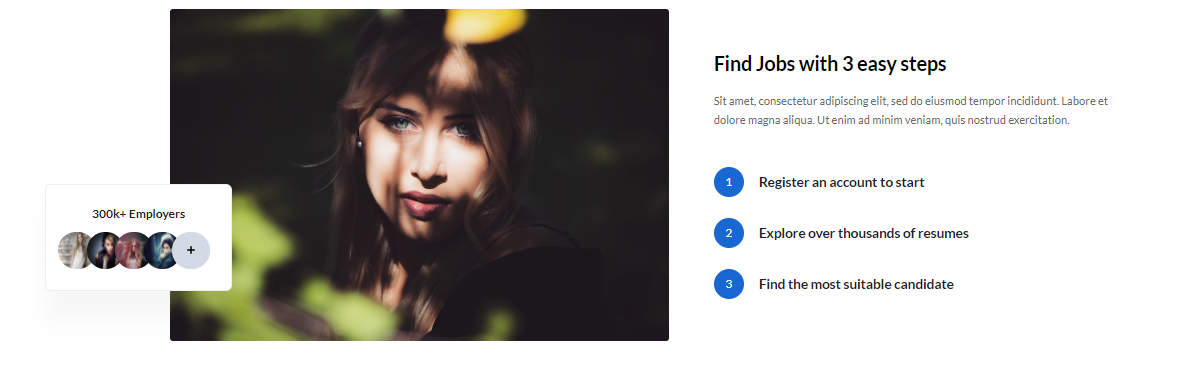 Find Jobs with 3 easy steps
Sit amet, consectetur adipiscing elit, sed do eiusmod tempor incididunt. Labore et
dolore magna aliqua. Ut enim ad minim veniam, quis nostrud exercitation.
1 Register an account to start
2 Explore over thousands of resumes
3 Find the most suitable candidate
300k+ Employers
+